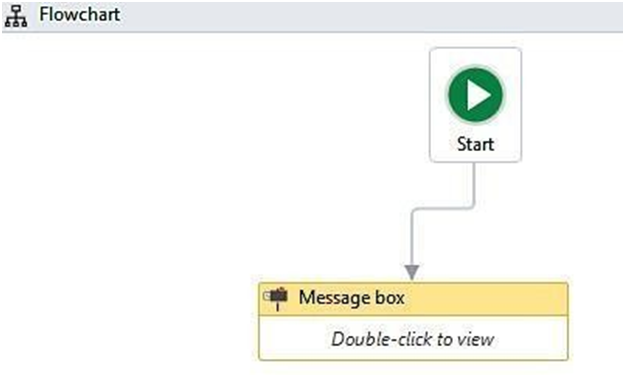 Flowchart
Start
Message box
Double-click to view